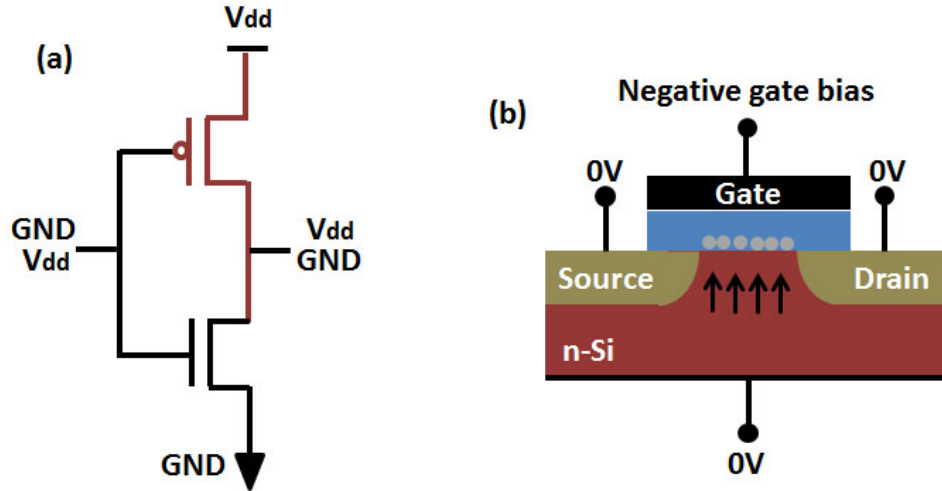 (a)
Vdd
GND
Vdd
Vdd
GND
GND
(b)
Negative gate bias
0V
0V
Gate
Source
Drain
n-Si
0V